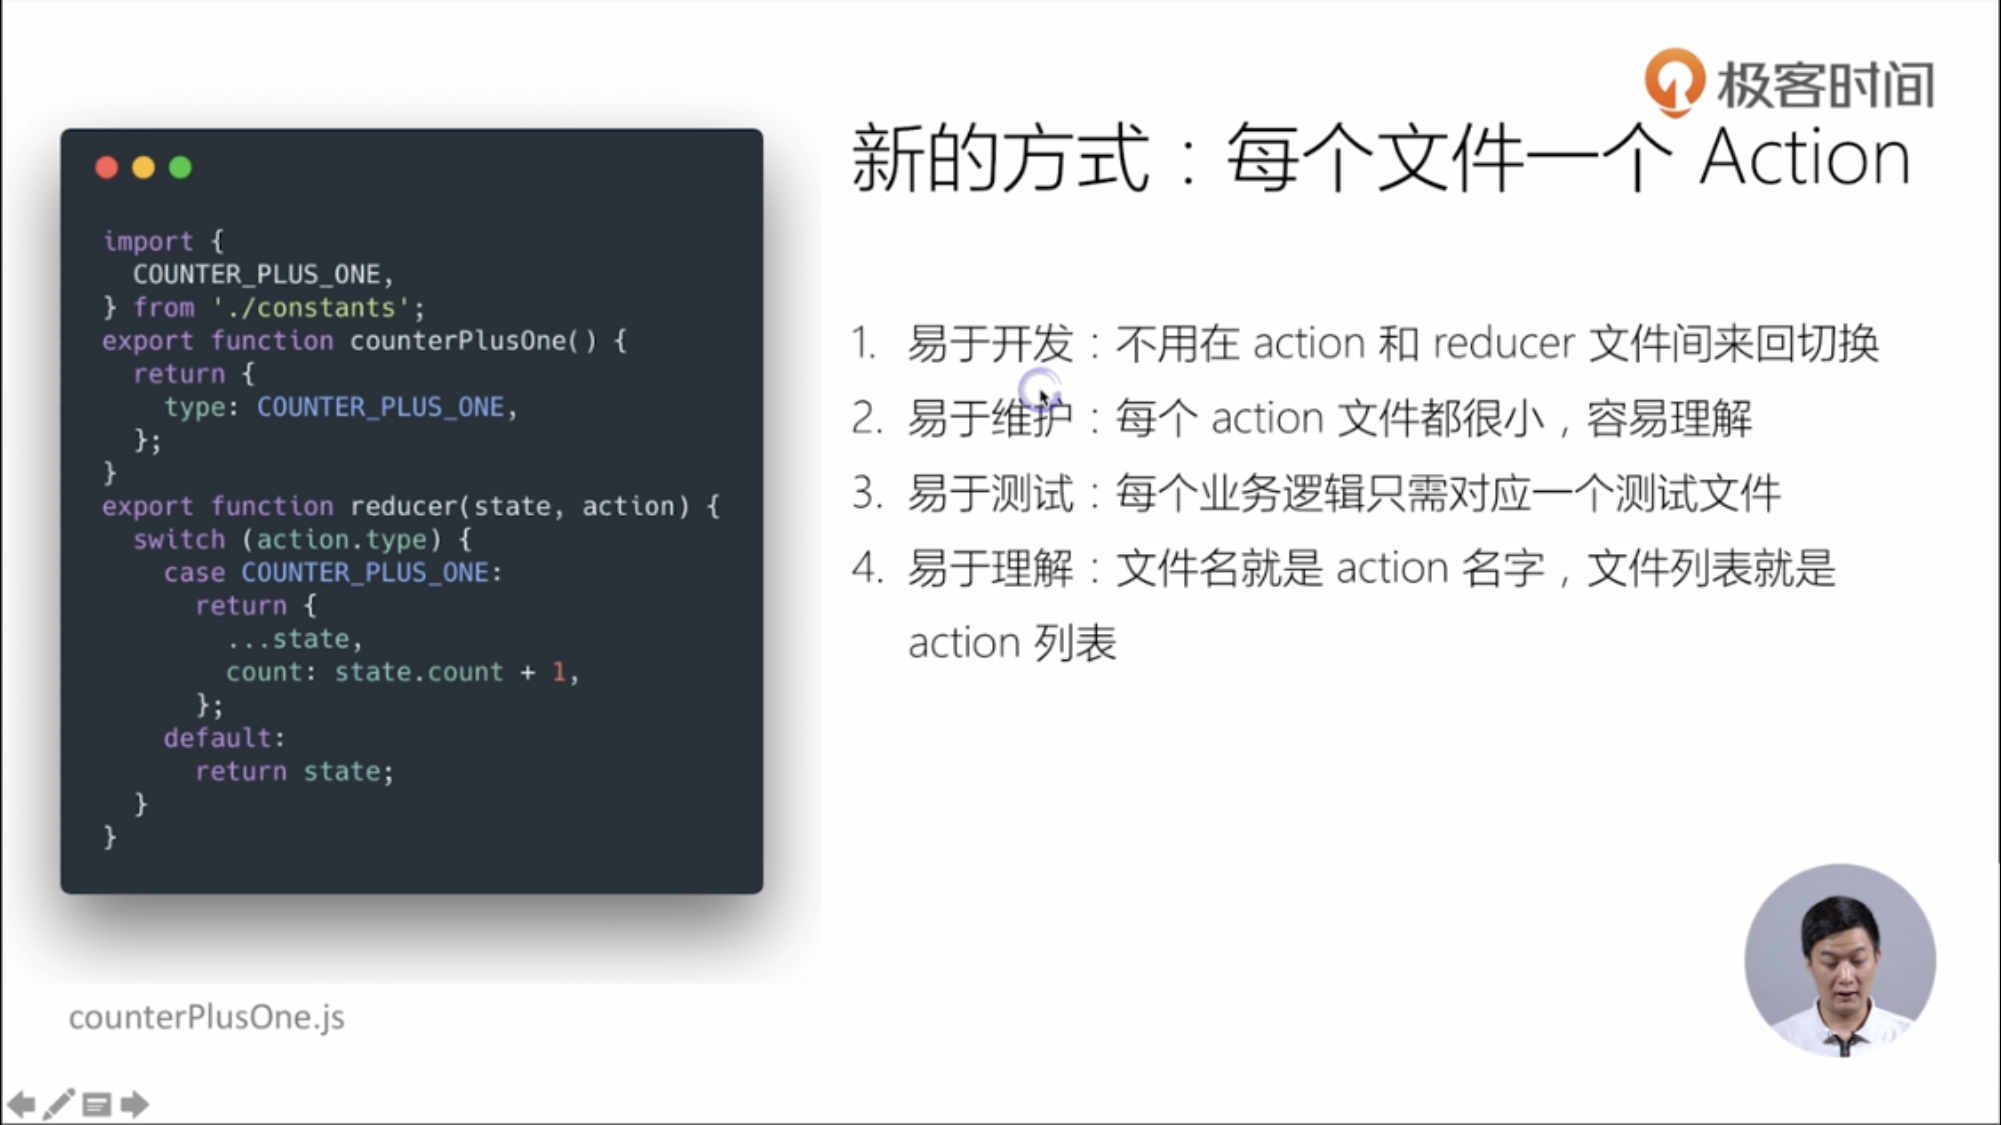 极客时间
新的方式：每个文件一个 Action
import {
  COUNTER_PLUS_ONE,
} from './constants';
export function counterPlusOne() {
  return {
    type: COUNTER_PLUS_ONE,
  };
}
export function reducer(state, action) {
  switch (action.type) {
    case COUNTER_PLUS_ONE:
      return {
        ...state,
        count: state.count + 1,
      };
    default:
      return state;
  }
}
counterPlusOne.js
1. 易于开发：不用在 action 和 reducer 文件间来回切换
2. 易于维护：每个 action 文件都很小，容易理解
3. 易于测试：每个业务逻辑只需对应一个测试文件
4. 易于理解：文件名就是 action 名字，文件列表就是
action 列表